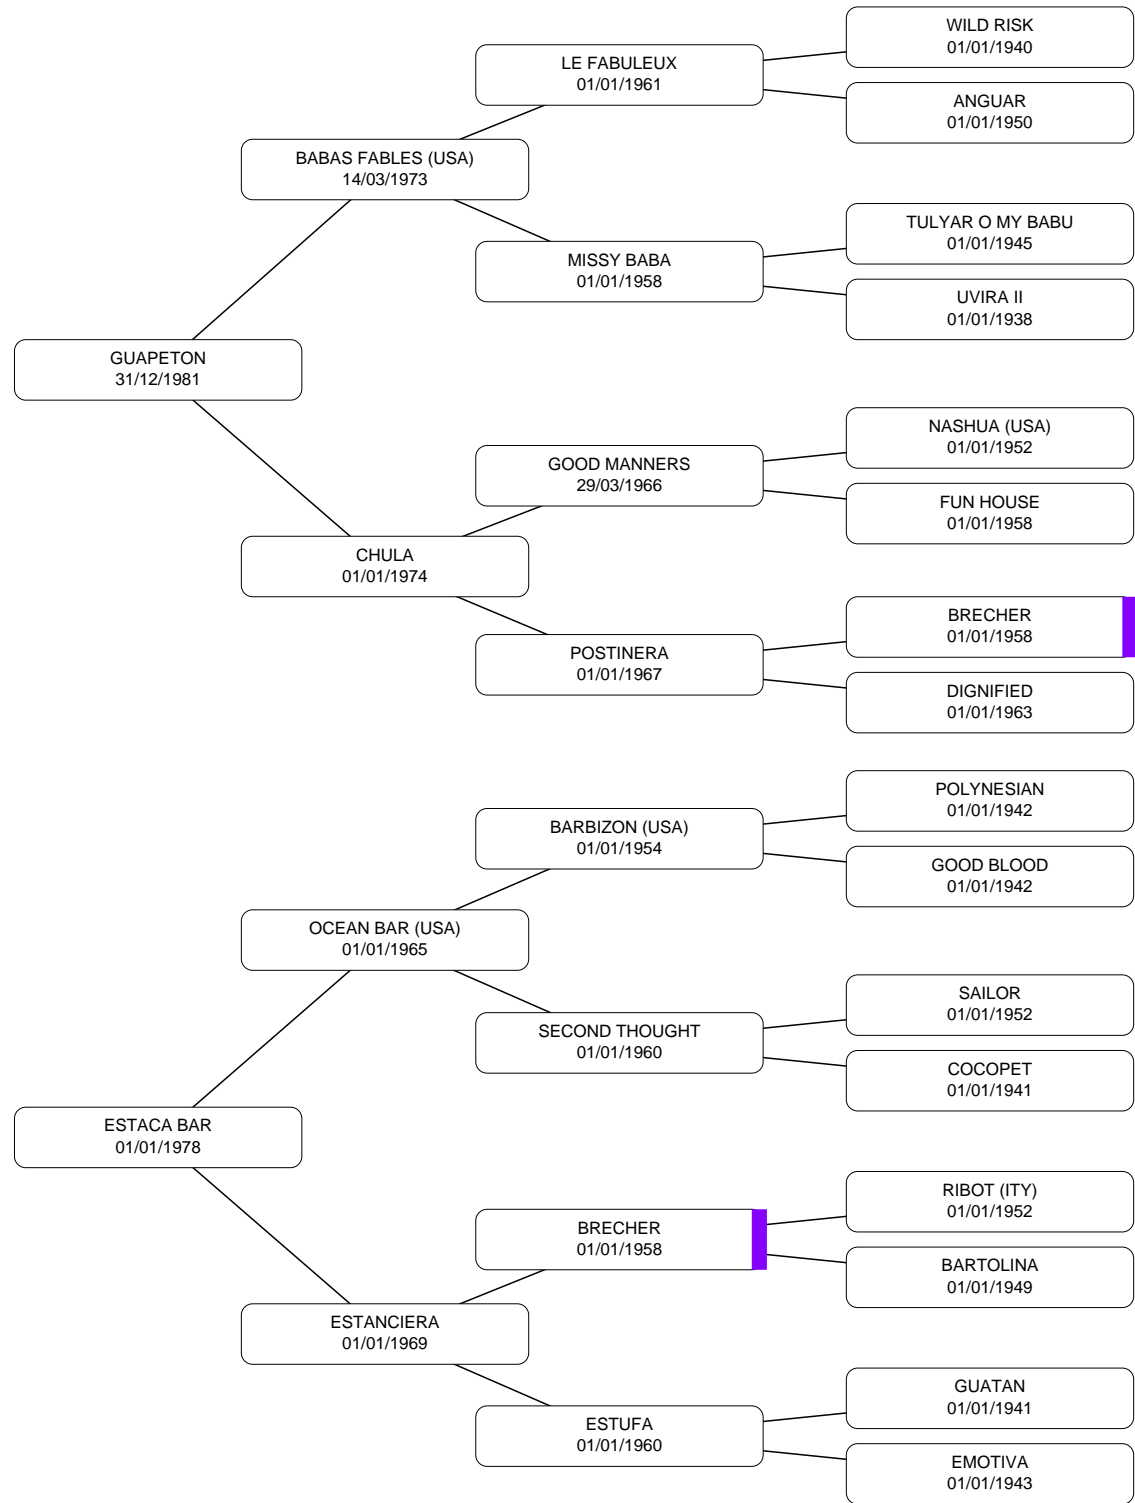 WILD RISK
01/01/1940
LE FABULEUX
01/01/1961
ANGUAR
01/01/1950
BABAS FABLES (USA)
14/03/1973
TULYAR O MY BABU
01/01/1945
MISSY BABA
01/01/1958
UVIRA II
01/01/1938
GUAPETON
31/12/1981
NASHUA (USA)
01/01/1952
GOOD MANNERS
29/03/1966
FUN HOUSE
01/01/1958
CHULA
01/01/1974
BRECHER
01/01/1958
POSTINERA
01/01/1967
DIGNIFIED
01/01/1963
POLYNESIAN
01/01/1942
BARBIZON (USA)
01/01/1954
GOOD BLOOD
01/01/1942
OCEAN BAR (USA)
01/01/1965
SAILOR
01/01/1952
SECOND THOUGHT
01/01/1960
COCOPET
01/01/1941
ESTACA BAR
01/01/1978
RIBOT (ITY)
01/01/1952
BRECHER
01/01/1958
BARTOLINA
01/01/1949
ESTANCIERA
01/01/1969
GUATAN
01/01/1941
ESTUFA
01/01/1960
EMOTIVA
01/01/1943